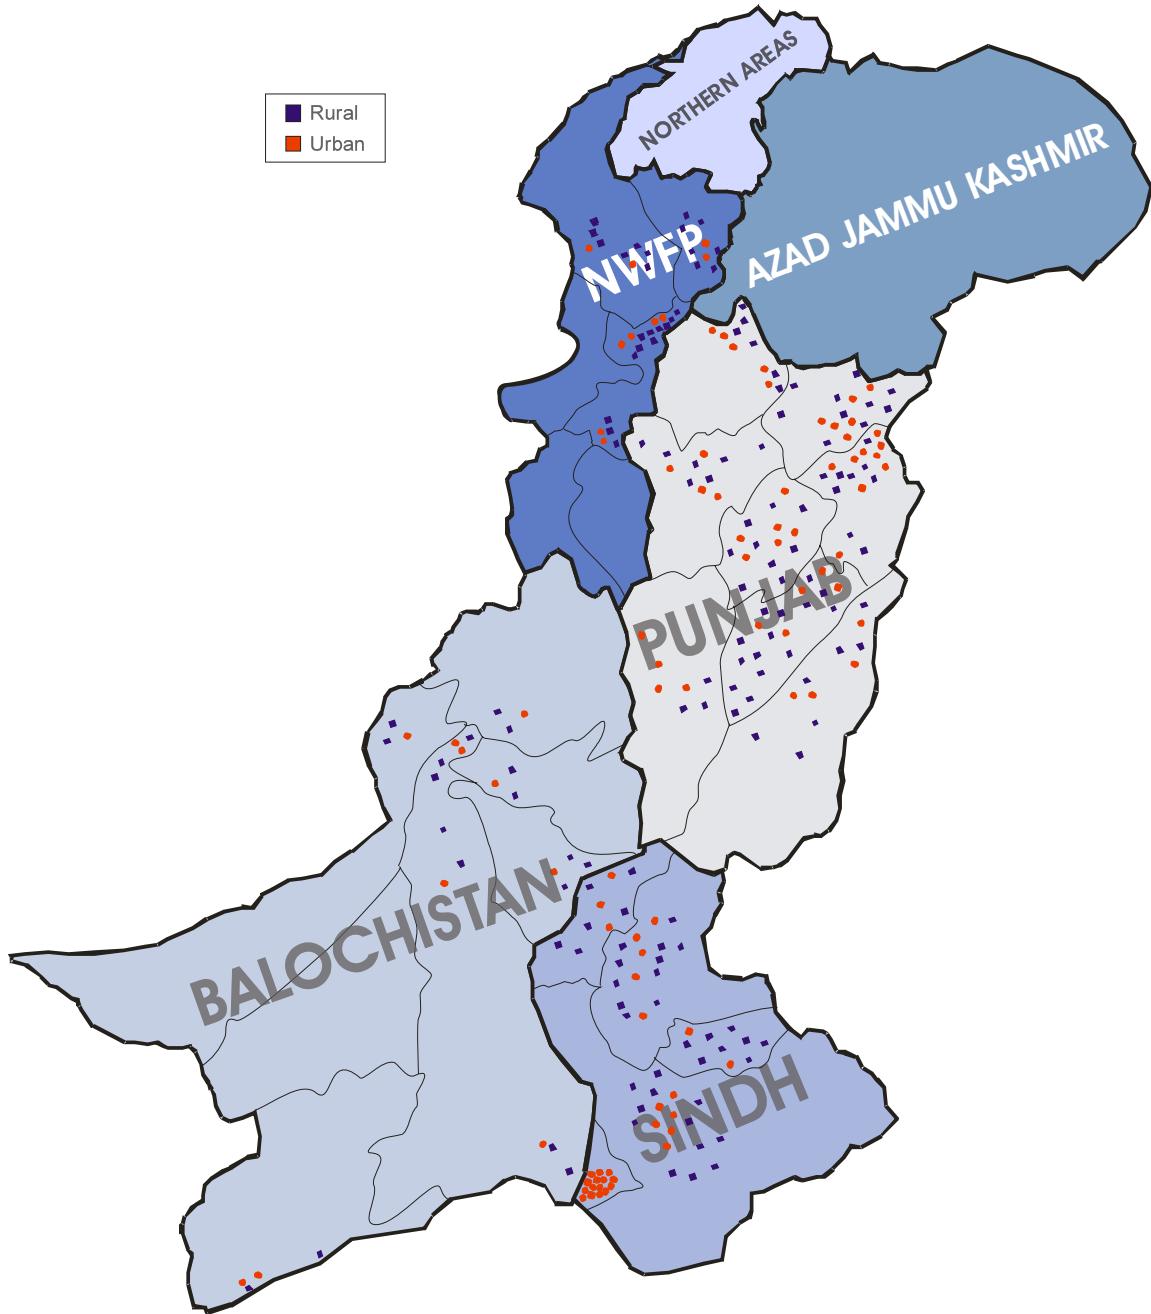 NORTHERN AREAS
Rural
Urban
AZAD JAMMU KASHMIR
NWFP
PUNJAB
BALOCHISTAN
SINDH